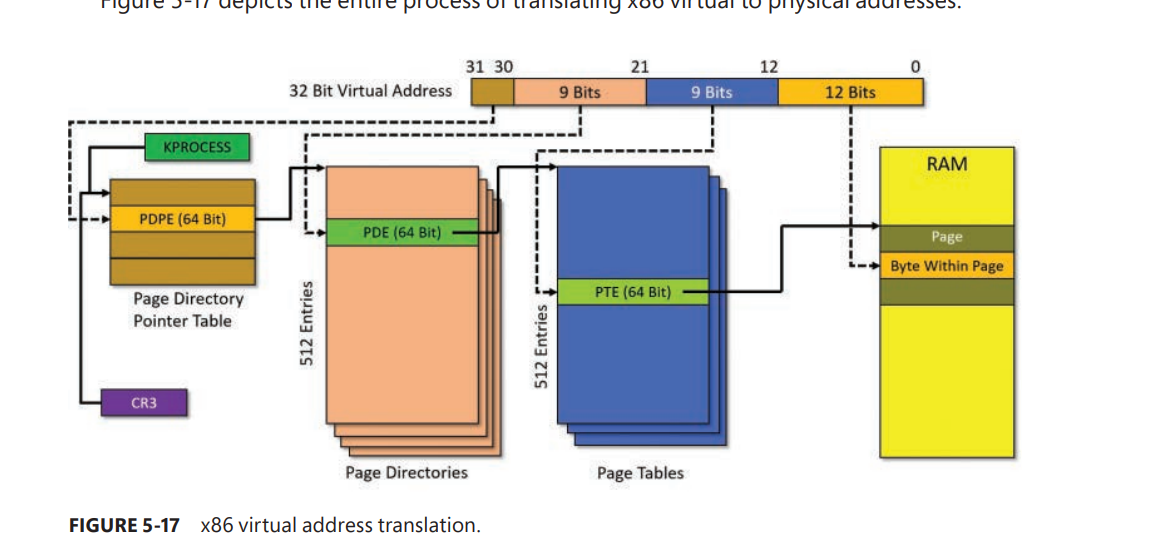 Figure 5-17 depicts the entire process of translating x86 virtual to physical addresses.
31 30 21 12 0
32 Bit Virtual Address 9 Bits 9 Bits 12 Bits
KPROCESS
RAM
PDPE (64 Bit)
PDE (64 Bit)
Page
Byte Within Page
PTE (64 Bit)
Page Directory
Pointer Table
512 Entries
512 Entries
CR3
Page Directories
Page Tables
FIGURE 5-17 x86 virtual address translation.